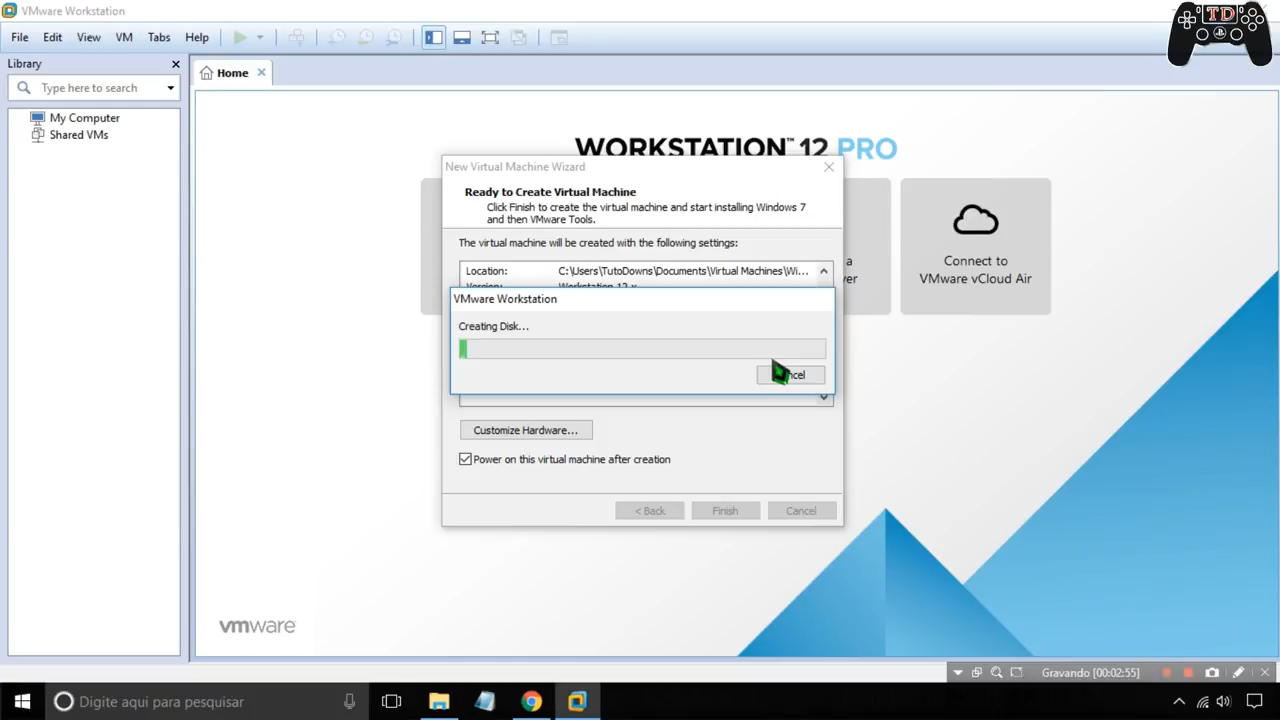 VMware Workstation
TD
File Edit View VM Tabs Help
Library
Home
Type here to search
My Computer
Shared VMs
WORKSTATION™ 12 PRO
New Virtual Machine Wizard
Ready to Create Virtual Machine
Click Finish to create the virtual machine and start installing Windows 7
and then VMware Tools.
The virtual machine will be created with the following settings:
Location: C:\Users\TutoDowns\Documents\Virtual Machines\Wi...
Version: Workstation 12.x
a
Connect to
VMware vCloud Air
VMware Workstation
Creating Disk...
Customize Hardware...
Power on this virtual machine after creation
< Back Finish Cancel
vmware
Gravando [00:02:55]
Digite aqui para pesquisar